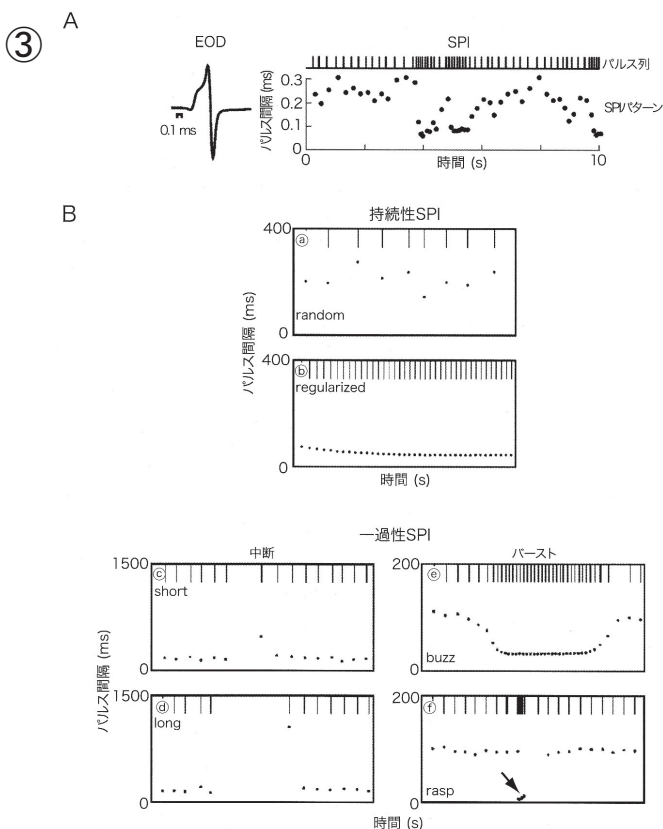 ③
A
EOD
SPI
0.1 ms
パルス列
SPIパターン
パルス間隔 (ms)
0.3
0.2
0.1
0
0
10
時間 (s)
B
持続性SPI
パルス間隔 (ms)
400
ⓐ
random
0
400
ⓑ
regularized
0
時間 (s)
一過性SPI
中断
バースト
パルス間隔 (ms)
1500
ⓒ
short
0
200
ⓔ
buzz
0
1500
ⓓ
long
0
200
ⓕ
rasp
0
時間 (s)